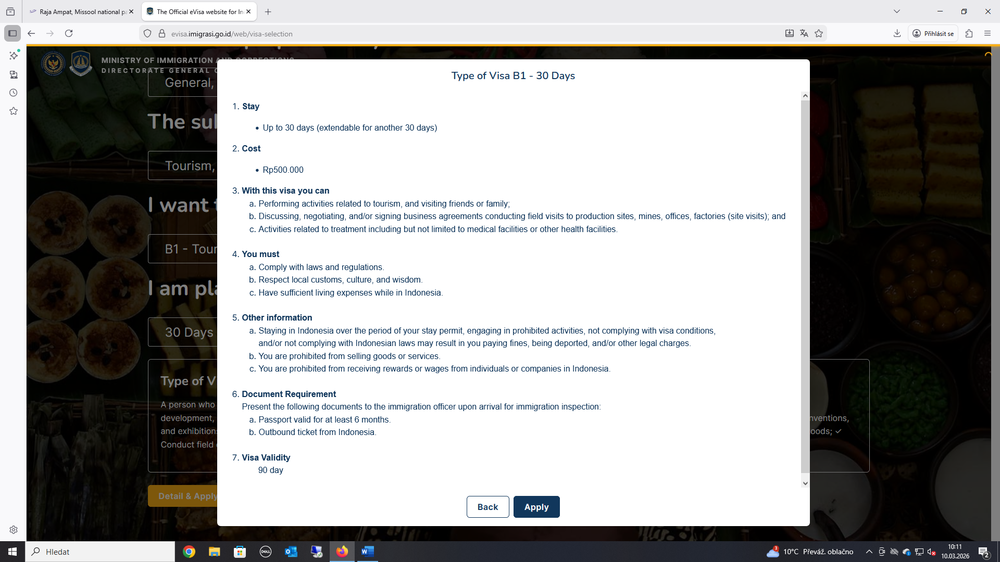 Raja Ampat, Missool national pa
The Official eVisa website for In
evisa.imigrasi.go.id/web/visa-selection
Přihlásit se
MINISTRY OF IMMIGRATION AND CORRECTIONS
DIRECTORATE GENERAL O
General,
The sul
Tourism,
I want t
B1 - Tour
I am pla
30 Days
Type of V
A person who
development,
and exhibition
Conduct field
nventions,
oods; ✓
Detail & Apply
Type of Visa B1 - 30 Days
1. Stay
• Up to 30 days (extendable for another 30 days)
2. Cost
• Rp500.000
3. With this visa you can
a. Performing activities related to tourism, and visiting friends or family;
b. Discussing, negotiating, and/or signing business agreements conducting field visits to production sites, mines, offices, factories (site visits); and
c. Activities related to treatment including but not limited to medical facilities or other health facilities.
4. You must
a. Comply with laws and regulations.
b. Respect local customs, culture, and wisdom.
c. Have sufficient living expenses while in Indonesia.
5. Other information
a. Staying in Indonesia over the period of your stay permit, engaging in prohibited activities, not complying with visa conditions,
and/or not complying with Indonesian laws may result in you paying fines, being deported, and/or other legal charges.
b. You are prohibited from selling goods or services.
c. You are prohibited from receiving rewards or wages from individuals or companies in Indonesia.
6. Document Requirement
Present the following documents to the immigration officer upon arrival for immigration inspection:
a. Passport valid for at least 6 months.
b. Outbound ticket from Indonesia.
7. Visa Validity
90 day
Back
Apply
Hledat
DELL
3
10°C Převáž. oblačno
10:11
10.03.2026
2